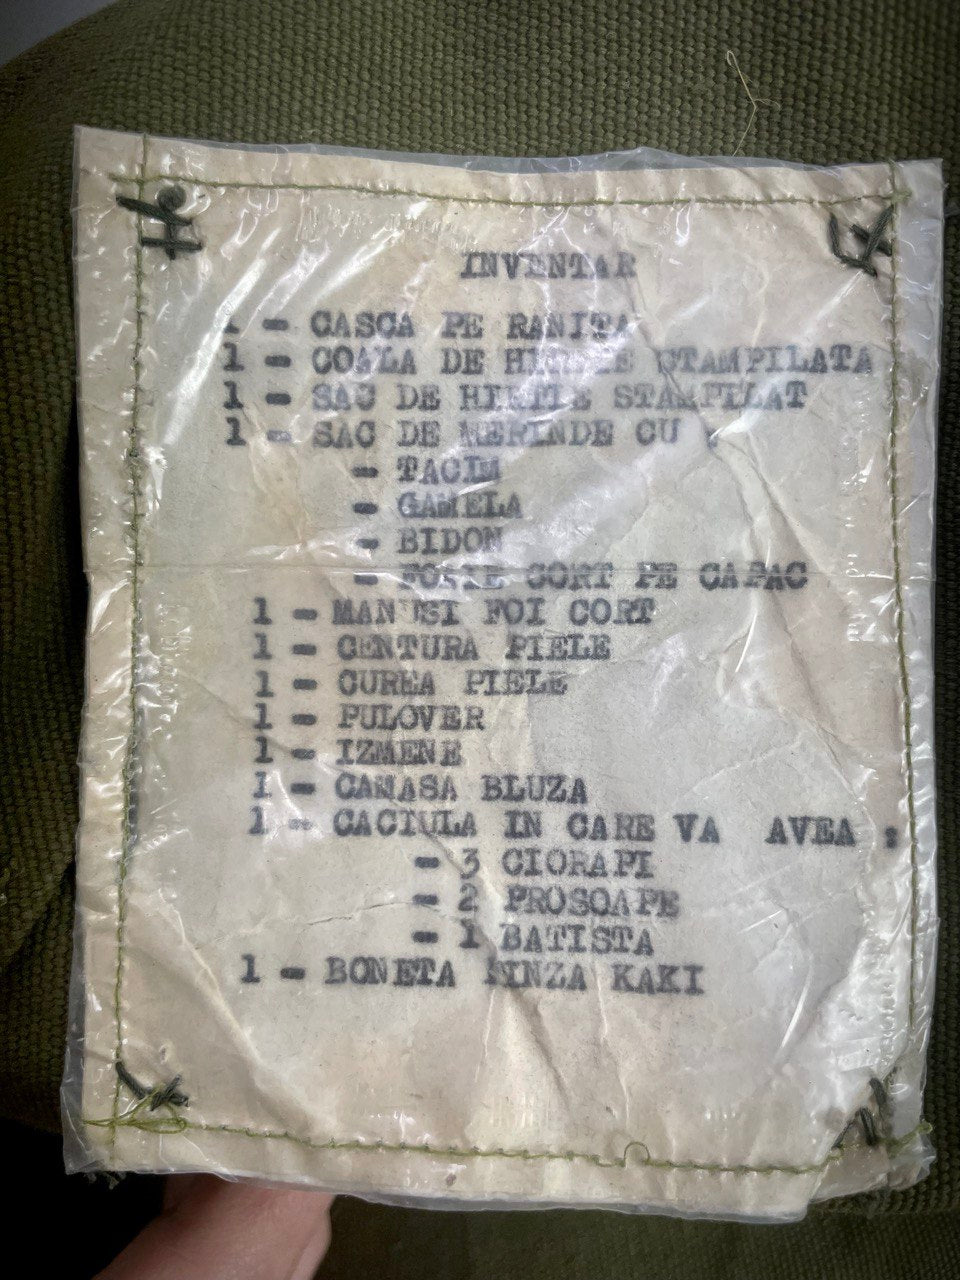 INVENTAR
1 - CASCA PE RANITA
1 - COALA DE HIRTIE STAMPILATA
1 - SAC DE HIRTIE STAMPILAT
1 - SAC DE MERINDE CU :
- TACIM
- GAMELA
- BIDON
- FOAIE CORT PE CAPAC
1 - MANUSI FOI CORT
1 - CENTURA PIELE
1 - CUREA PIELE
1 - PULOVER
1 - IZMENE
1 - CAMASA BLUZA
1 - CACIULA IN CARE VA AVEA :
- 3 CIORAPI
- 2 PROSOAPE
- 1 BATISTA
1 - BONETA PINZA KAKI